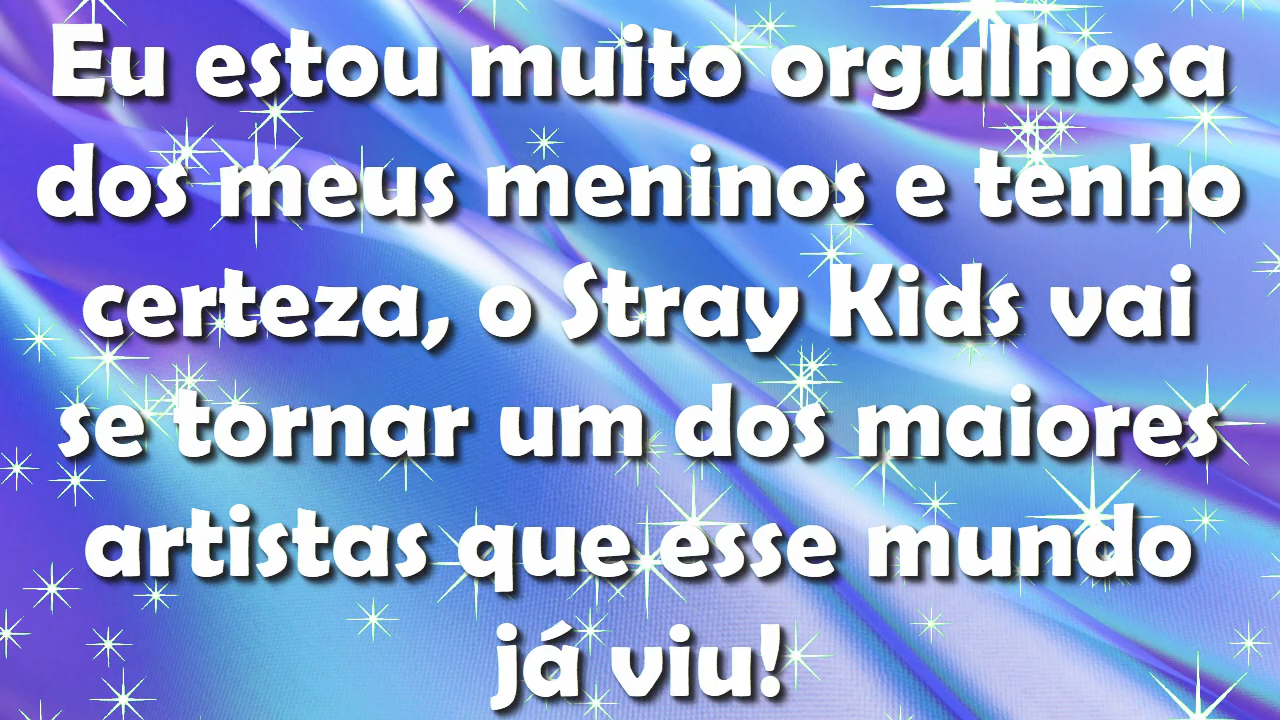 Eu estou muito orgulhosa
dos meus meninos e tenho
certeza, o Stray Kids vai
se tornar um dos maiores
artistas que esse mundo
já viu!